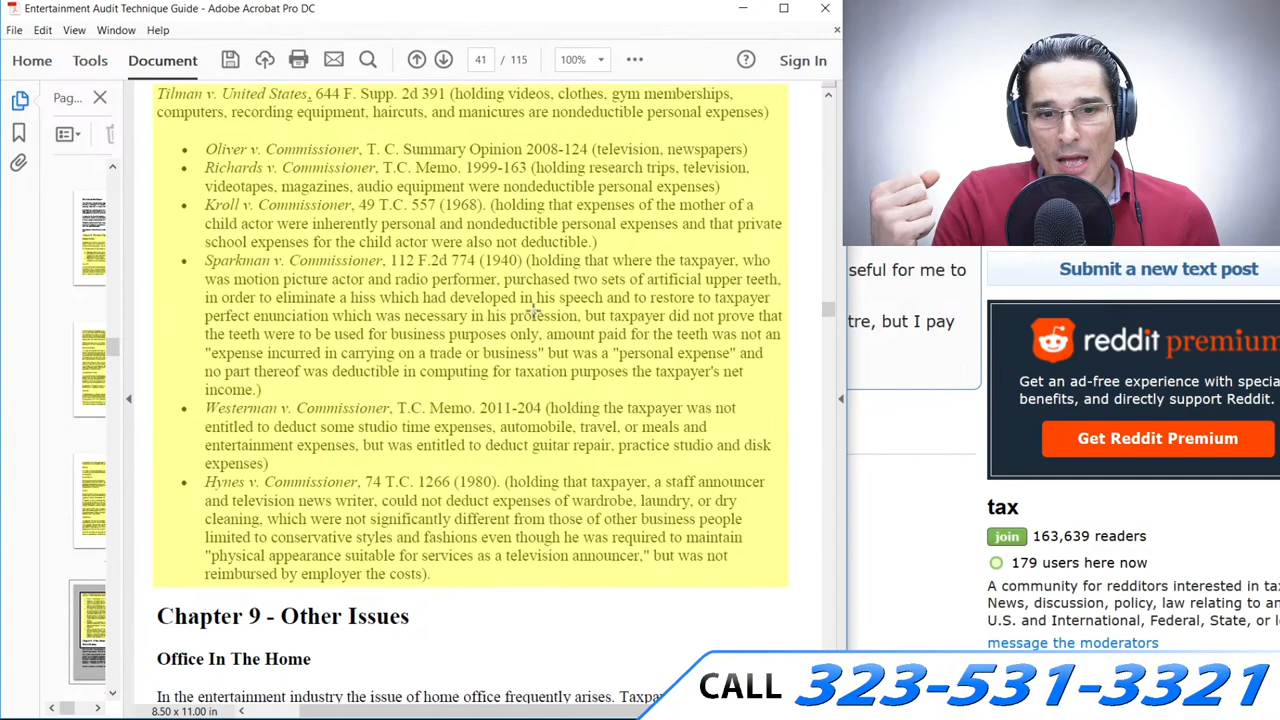 Entertainment Audit Technique Guide - Adobe Acrobat Pro DC
File Edit View Window Help
Home Tools Document 41 / 115 100% Sign In
Pag...
Tilman v. United States, 644 F. Supp. 2d 391 (holding videos, clothes, gym memberships,
computers, recording equipment, haircuts, and manicures are nondeductible personal expenses)
• Oliver v. Commissioner, T. C. Summary Opinion 2008-124 (television, newspapers)
• Richards v. Commissioner, T.C. Memo. 1999-163 (holding research trips, television,
videotapes, magazines, audio equipment were nondeductible personal expenses)
• Kroll v. Commissioner, 49 T.C. 557 (1968). (holding that expenses of the mother of a
child actor were inherently personal and nondeductible personal expenses and that private
school expenses for the child actor were also not deductible.)
• Sparkman v. Commissioner, 112 F.2d 774 (1940) (holding that where the taxpayer, who
was motion picture actor and radio performer, purchased two sets of artificial upper teeth,
in order to eliminate a hiss which had developed in his speech and to restore to taxpayer
perfect enunciation which was necessary in his profession, but taxpayer did not prove that
the teeth were to be used for business purposes only, amount paid for the teeth was not an
"expense incurred in carrying on a trade or business" but was a "personal expense" and
no part thereof was deductible in computing for taxation purposes the taxpayer's net
income.)
• Westerman v. Commissioner, T.C. Memo. 2011-204 (holding the taxpayer was not
entitled to deduct some studio time expenses, automobile, travel, or meals and
entertainment expenses, but was entitled to deduct guitar repair, practice studio and disk
expenses)
• Hynes v. Commissioner, 74 T.C. 1266 (1980). (holding that taxpayer, a staff announcer
and television news writer, could not deduct expenses of wardrobe, laundry, or dry
cleaning, which were not significantly different from those of other business people
limited to conservative styles and fashions even though he was required to maintain
"physical appearance suitable for services as a television announcer," but was not
reimbursed by employer the costs).
Chapter 9 - Other Issues
Office In The Home
In the entertainment industry the issue of home office frequently arises. Taxpa
8.50 x 11.00 in
seful for me to
tre, but I pay
Submit a new text post
reddit premium
Get an ad-free experience with specia
benefits, and directly support Reddit.
Get Reddit Premium
tax
join 163,639 readers
179 users here now
A community for redditors interested in ta
News, discussion, policy, law relating to an
U.S. and International, Federal, State, or l
message the moderators
CALL 323-531-3321